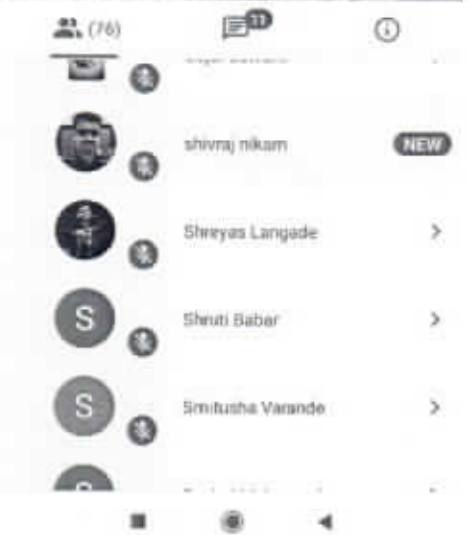 (76)
11
shivraj nikam
NEW
Shreyas Langade
Shruti Babar
S
Smitusha Varande
S
S